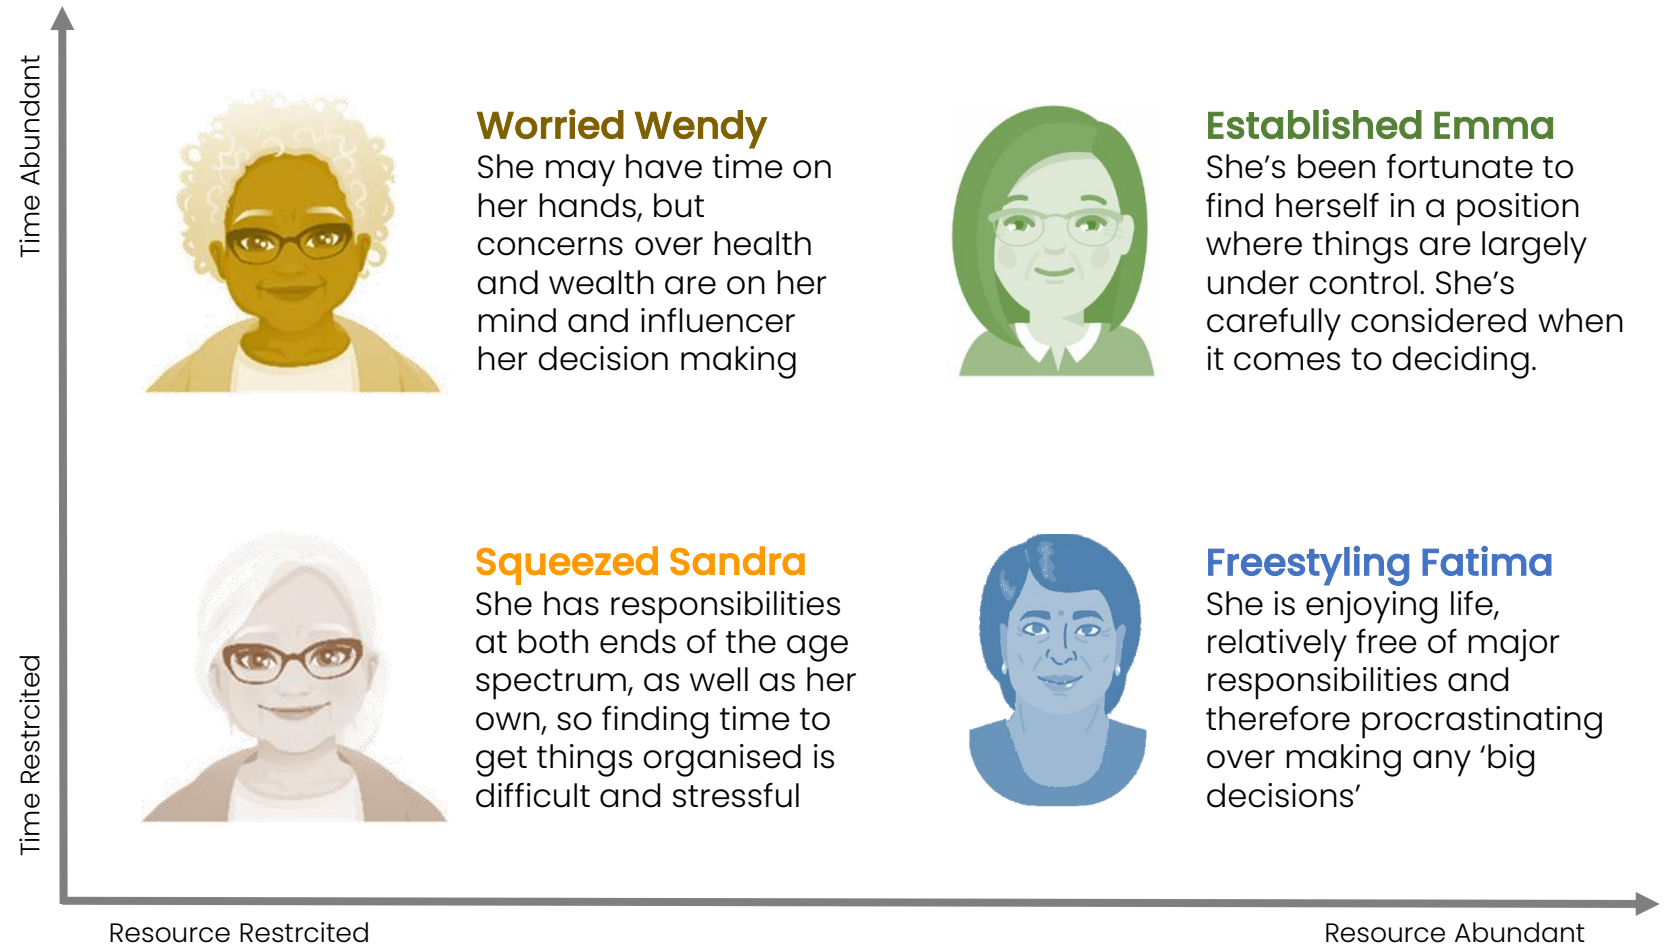 Time Abundant
Worried Wendy
She may have time on
her hands, but
concerns over health
and wealth are on her
mind and influencer
her decision making
Established Emma
She’s been fortunate to
find herself in a position
where things are largely
under control. She’s
carefully considered when
it comes to deciding.
Time Restrcited
Squeezed Sandra
She has responsibilities
at both ends of the age
spectrum, as well as her
own, so finding time to
get things organised is
difficult and stressful
Freestyling Fatima
She is enjoying life,
relatively free of major
responsibilities and
therefore procrastinating
over making any ‘big
decisions’
Resource Restrcited
Resource Abundant